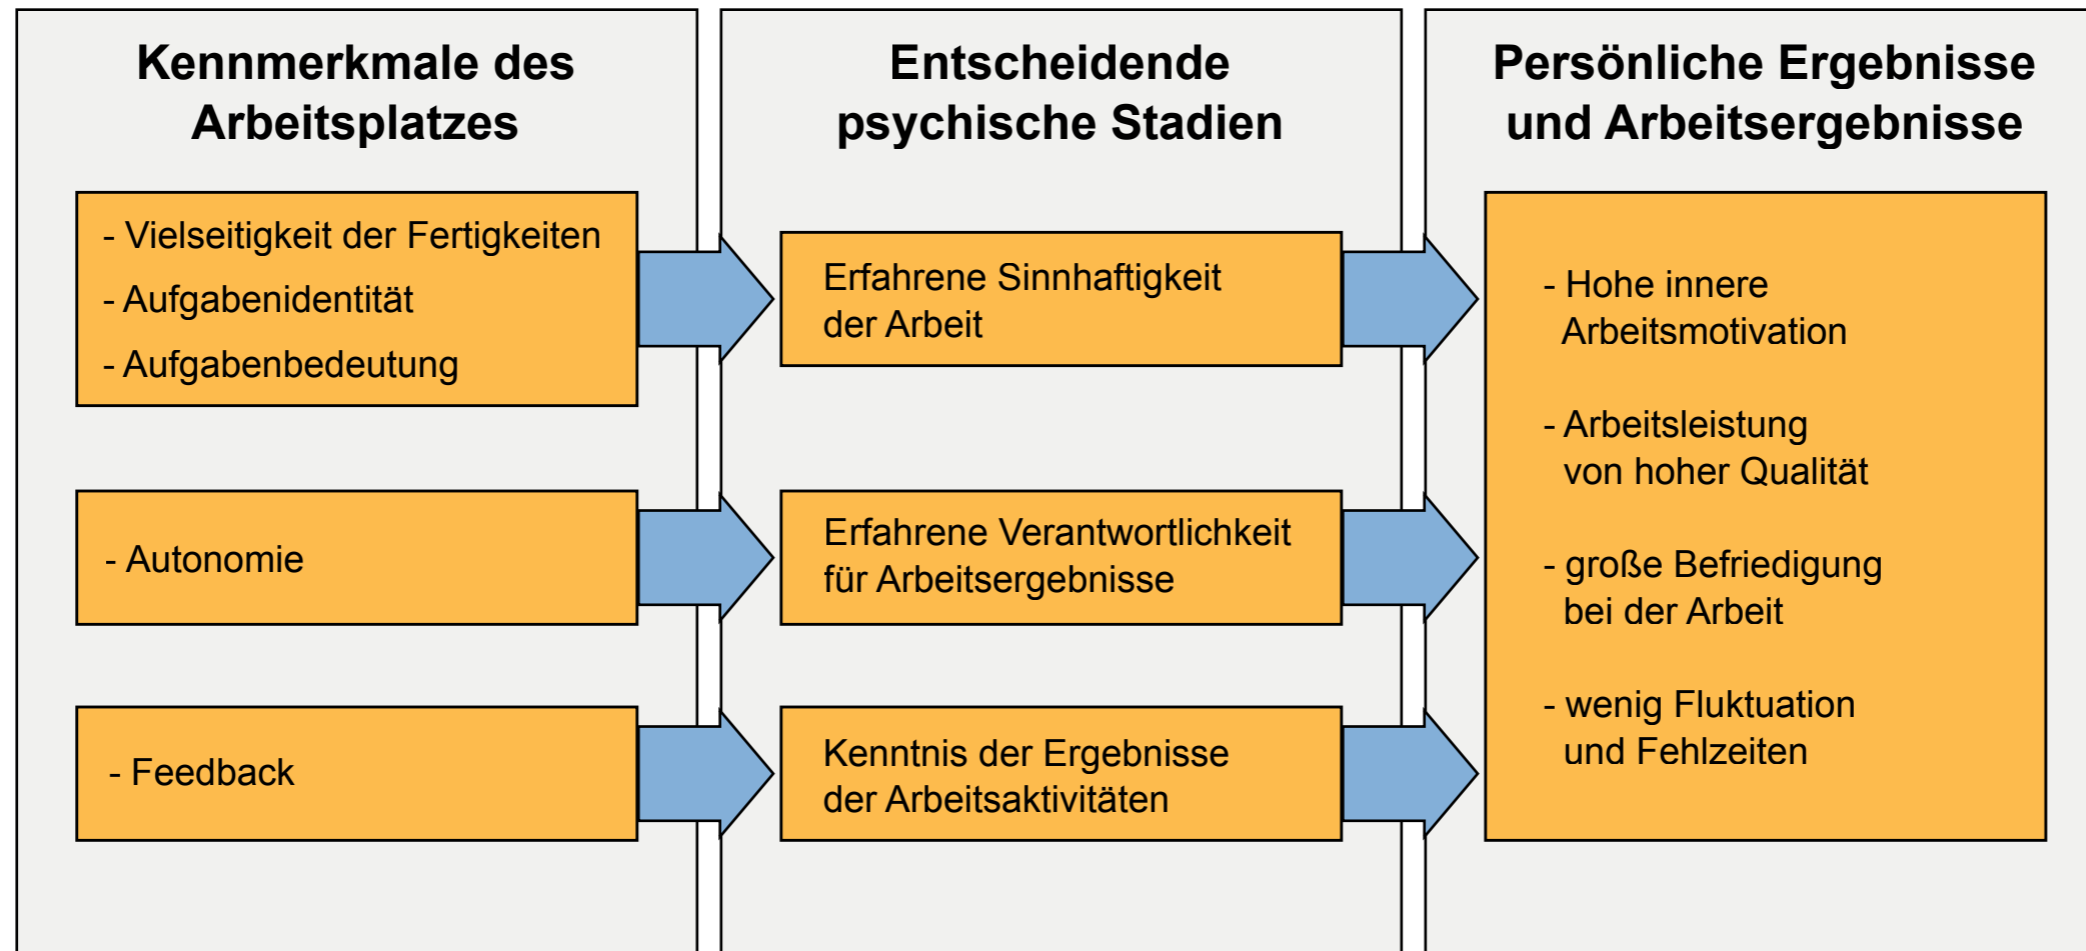 Kennmerkmale des
Arbeitsplatzes
- Vielseitigkeit der Fertigkeiten
- Aufgabenidentität
- Aufgabenbedeutung
- Autonomie
- Feedback
Entscheidende
psychische Stadien
Erfahrene Sinnhaftigkeit
der Arbeit
Erfahrene Verantwortlichkeit
für Arbeitsergebnisse
Kenntnis der Ergebnisse
der Arbeitsaktivitäten
Persönliche Ergebnisse
und Arbeitsergebnisse
- Hohe innere
Arbeitsmotivation
- Arbeitsleistung
von hoher Qualität
- große Befriedigung
bei der Arbeit
- wenig Fluktuation
und Fehlzeiten